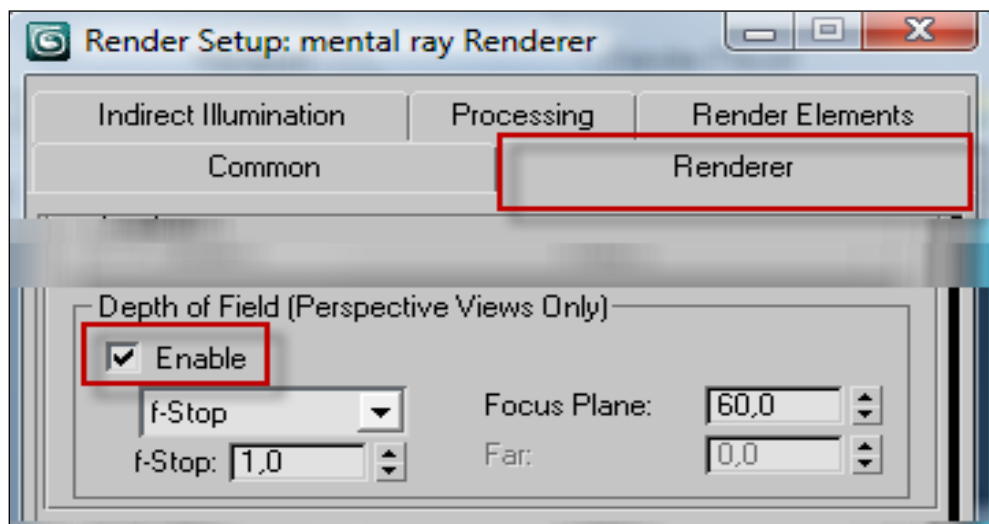 Render Setup: mental ray Renderer
Indirect Illumination Processing Render Elements
Common Renderer
Depth of Field (Perspective Views Only)
Enable
f-Stop Focus Plane: 60,0
f-Stop: 1,0 Far: 0,0